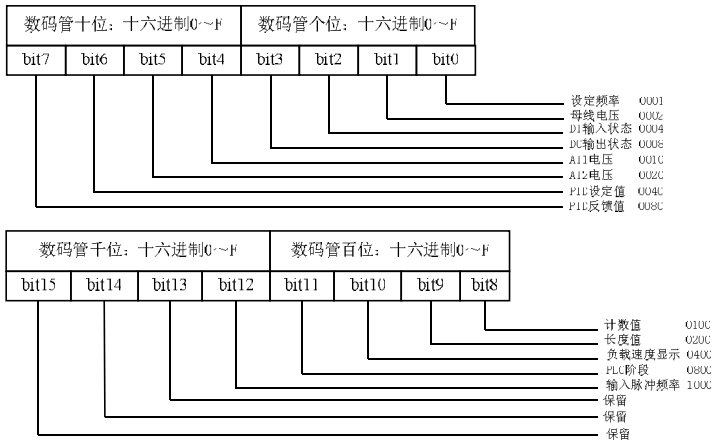 数码管十位：十六进制0～F 数码管个位：十六进制0～F
bit7 bit6 bit5 bit4 bit3 bit2 bit1 bit0
设定频率 0001
母线电压 0002
DI输入状态 0004
DO输出状态 0008
AI1电压 0010
AI2电压 0020
PID设定值 0040
PID反馈值 0080
数码管千位：十六进制0～F 数码管百位：十六进制0～F
bit15 bit14 bit13 bit12 bit11 bit10 bit9 bit8
计数值 0100
长度值 0200
负载速度显示 0400
PLC阶段 0800
输入脉冲频率 1000
保留
保留
保留